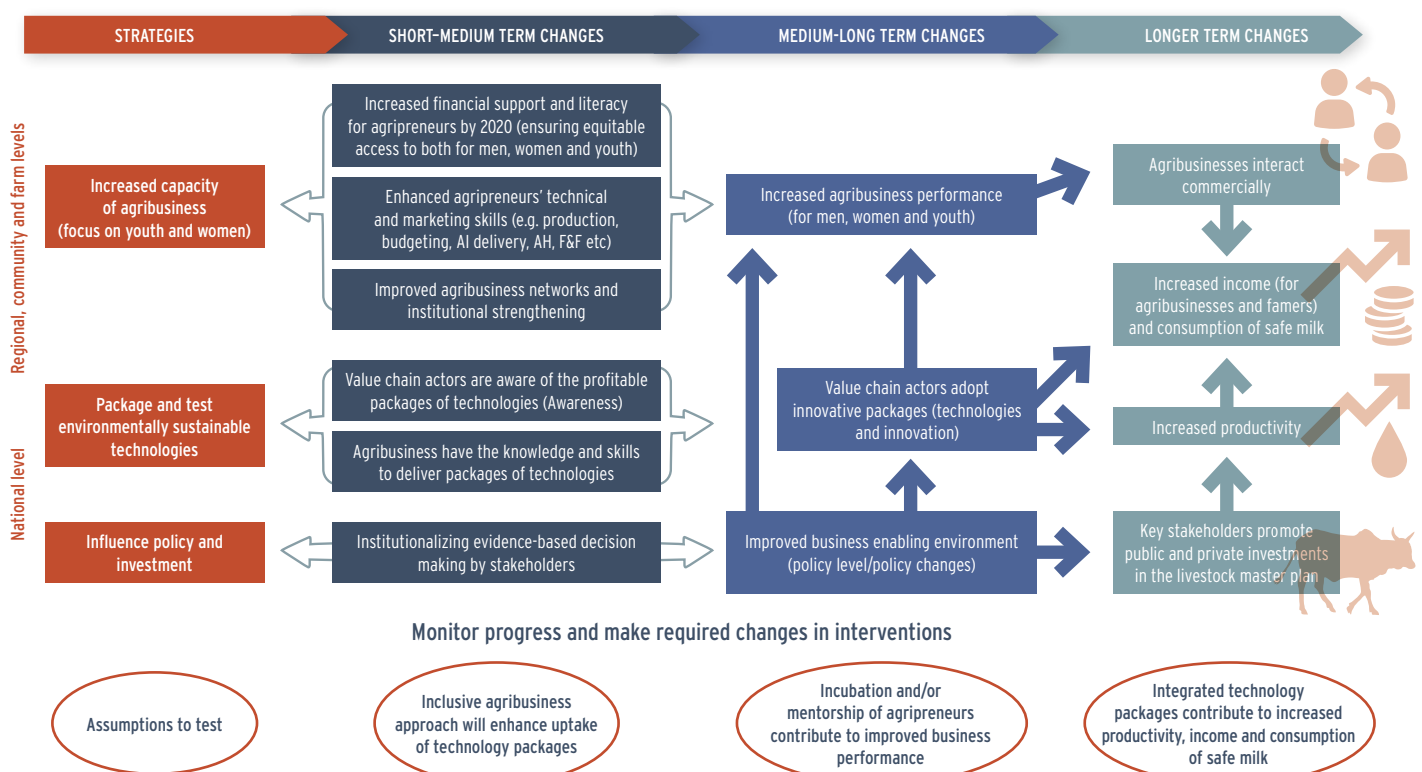 STRATEGIES
SHORT-MEDIUM TERM CHANGES
MEDIUM-LONG TERM CHANGES
LONGER TERM CHANGES
Regional, community and farm levels
National level
Increased capacity
of agribusiness
(focus on youth and women)
Package and test
environmentally sustainable
technologies
Influence policy and
investment
Increased financial support and literacy
for agripreneurs by 2020 (ensuring equitable
access to both for men, women and youth)
Enhanced agripreneurs' technical
and marketing skills (e.g. production,
budgeting, AI delivery, AH, F&F etc)
Improved agribusiness networks and
institutional strengthening
Value chain actors are aware of the profitable
packages of technologies (Awareness)
Agribusiness have the knowledge and skills
to deliver packages of technologies
Institutionalizing evidence-based decision
making by stakeholders
Increased agribusiness performance
(for men, women and youth)
Value chain actors adopt
innovative packages (technologies
and innovation)
Improved business enabling environment
(policy level/policy changes)
Agribusinesses interact
commercially
Increased income (for
agribusinesses and famers)
and consumption of safe milk
Increased productivity
Key stakeholders promote
public and private investments
in the livestock master plan
Monitor progress and make required changes in interventions
Assumptions to test
Inclusive agribusiness
approach will enhance uptake
of technology packages
Incubation and/or
mentorship of agripreneurs
contribute to improved business
performance
Integrated technology
packages contribute to increased
productivity, income and consumption
of safe milk